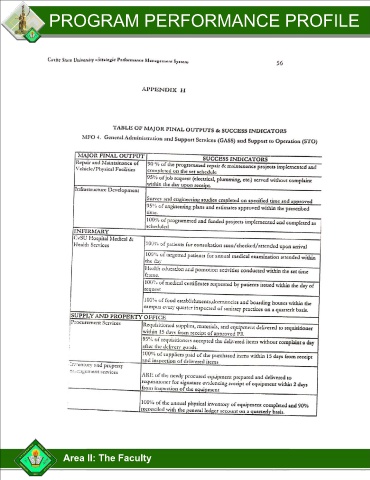 PROGRAM PERFORMANCE PROFILE
Cavite State University eStrategic Performance Management System
56
APPENDIX H
TABLE OF MAJOR FINAL OUTPUTS & SUCCESS INDICATORS
MFO 4. General Administration and Support Services (GASS) and Support to Operation (STO)
MAJOR FINAL OUTPUT
SUCCESS INDICATORS
Repair and Maintenance of
Vehicle/Physical Facilities
90 % of the programmed repair & maintenance projects implemented and
completed on the set schedule
95% of job request (electrical, plumming, etc.) served without complaint
within the day upon receipt.
Infrastructure Development
Survey and engineering studies completed on specified time and approved
95% of engineering plans and estimates approved within the prescribed
time.
100% of programmed and funded projects implemented and completed as
scheduled
INFIRMARY
CvSU Hospital Medical &
Health Services
100% of patients for consultation seen/checked/attended upon arrival
100% of targeted patients for annual medical examination attended within
the day
Health education and promotion activities conducted within the set time
frame.
100% of medical certificates requested by patients issued within the day of
request
100% of food establishments,dormitories and boarding houses within the
campus every quarter inspected of sanitary practices on a quarterly basis.
SUPPLY AND PROPERTY OFFICE
Procurement Services
Requisitioned supplies, materials, and equipment delivered to requisitioner
within 15 days from receipt of approved PR
95% of requisitioners accepted the delivered items without complaint a day
after the delivery goods.
100% of suppliers paid of the purchased items within 15 days from receipt
and inspection of delivered items.
Inventory and property
management services
ARE of the newly procured equipment prepared and delivered to
requisitioner for signature evidencing receipt of equipment within 2 days
from inspection of the equipment
100% of the annual physical inventory of equipment completed and 90%
reconciled with the general ledger account on a quarterly basis.
Area II: The Faculty